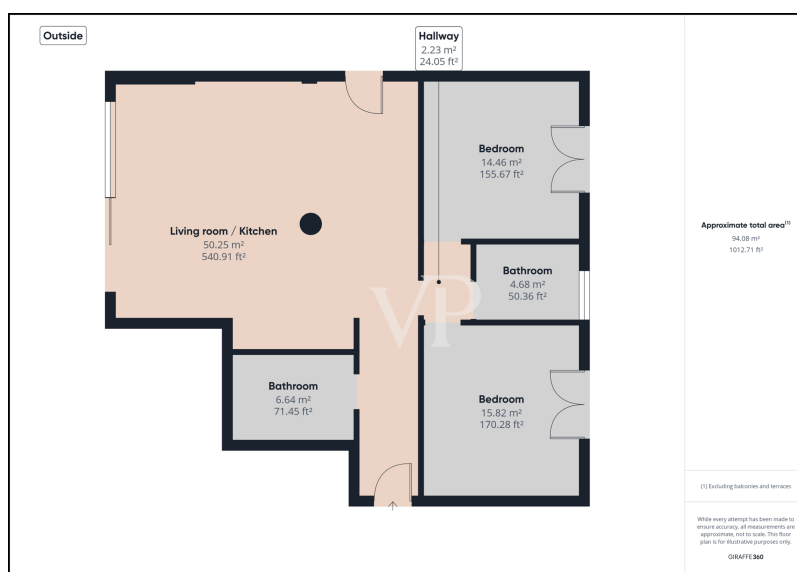 Outside
Hallway
2.23 m²
24.05 ft²
Bedroom
14.46 m²
155.67 ft²
Living room / Kitchen
50.25 m²
540.91 ft²
Bathroom
4.68 m²
50.36 ft²
VP
Bathroom
6.64 m²
71.45 ft²
Bedroom
15.82 m²
170.28 ft²
Approximate total area(1)
94.08 m²
1012.71 ft²
(1) Excluding balconies and terraces
While every attempt has been made to
ensure accuracy, all measurements are
approximate, not to scale. This floor
plan is for illustrative purposes only.
GIRAFFE360